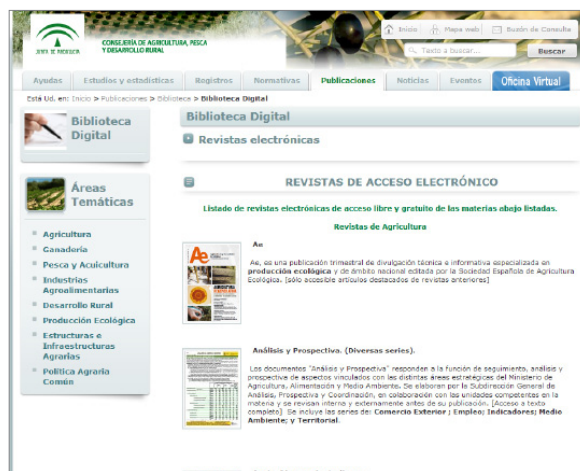 Inicio Mapa web Buzón de Consulta
JUNTA DE ANDALUCIA
CONSEJERÍA DE AGRICULTURA, PESCA
Y DESARROLLO RURAL
Texto a buscar... Buscar
Ayudas Estudios y estadísticas Registros Normativas Publicaciones Noticias Eventos Oficina Virtual
Está Ud. en: Inicio > Publicaciones > Biblioteca > Biblioteca Digital
Biblioteca
Digital
Áreas
Temáticas
Agricultura
Ganadería
Pesca y Acuicultura
Industrias
Agroalimentarias
Desarrollo Rural
Producción Ecológica
Estructuras e
Infraestructuras
Agrarias
Política Agraria
Común
Biblioteca Digital
Revistas electrónicas
REVISTAS DE ACCESO ELECTRÓNICO
Listado de revistas electrónicas de acceso libre y gratuito de las materias abajo listadas.
Revistas de Agricultura
Ae
Ae
Ae, es una publicación trimestral de divulgación técnica e informativa especializada en
producción ecológica y de ámbito nacional editada por la Sociedad Española de Agricultura
Ecológica. [sólo accesible artículos destacados de revistas anteriores]
Análisis y Prospectiva. (Diversas series).
Los documentos "Análisis y Prospectiva" responden a la función de seguimiento, análisis y
prospectiva de aspectos vinculados con las distintas áreas estratégicas del Ministerio de
Agricultura, Alimentación y Medio Ambiente. Se elaboran por la Subdirección General de
Análisis, Prospectiva y Coordinación, en colaboración con las unidades competentes en la
materia y se revisan interna y externamente antes de su publicación. [Acceso a texto
completo]. Se incluye las series de: Comercio Exterior ; Empleo; Indicadores; Medio
Ambiente; y Territorial.